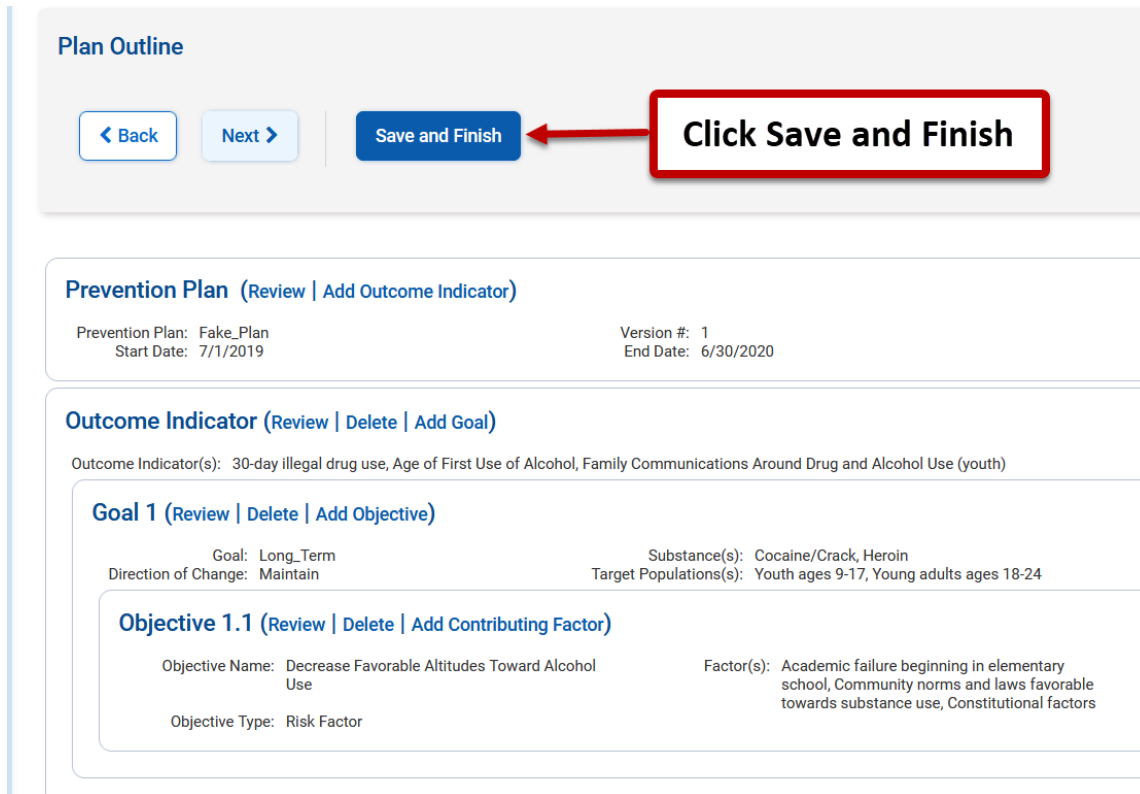 Plan Outline
Back
Next
Save and Finish
Click Save and Finish
Prevention Plan (Review | Add Outcome Indicator)
Prevention Plan: Fake_Plan
Version #: 1
Start Date: 7/1/2019
End Date: 6/30/2020
Outcome Indicator (Review | Delete | Add Goal)
Outcome Indicator(s): 30-day illegal drug use, Age of First Use of Alcohol, Family Communications Around Drug and Alcohol Use (youth)
Goal 1 (Review | Delete | Add Objective)
Goal: Long_Term
Substance(s): Cocaine/Crack, Heroin
Direction of Change: Maintain
Target Populations(s): Youth ages 9-17, Young adults ages 18-24
Objective 1.1 (Review | Delete | Add Contributing Factor)
Objective Name: Decrease Favorable Altitudes Toward Alcohol
Use
Factor(s): Academic failure beginning in elementary
school, Community norms and laws favorable
towards substance use, Constitutional factors
Objective Type: Risk Factor